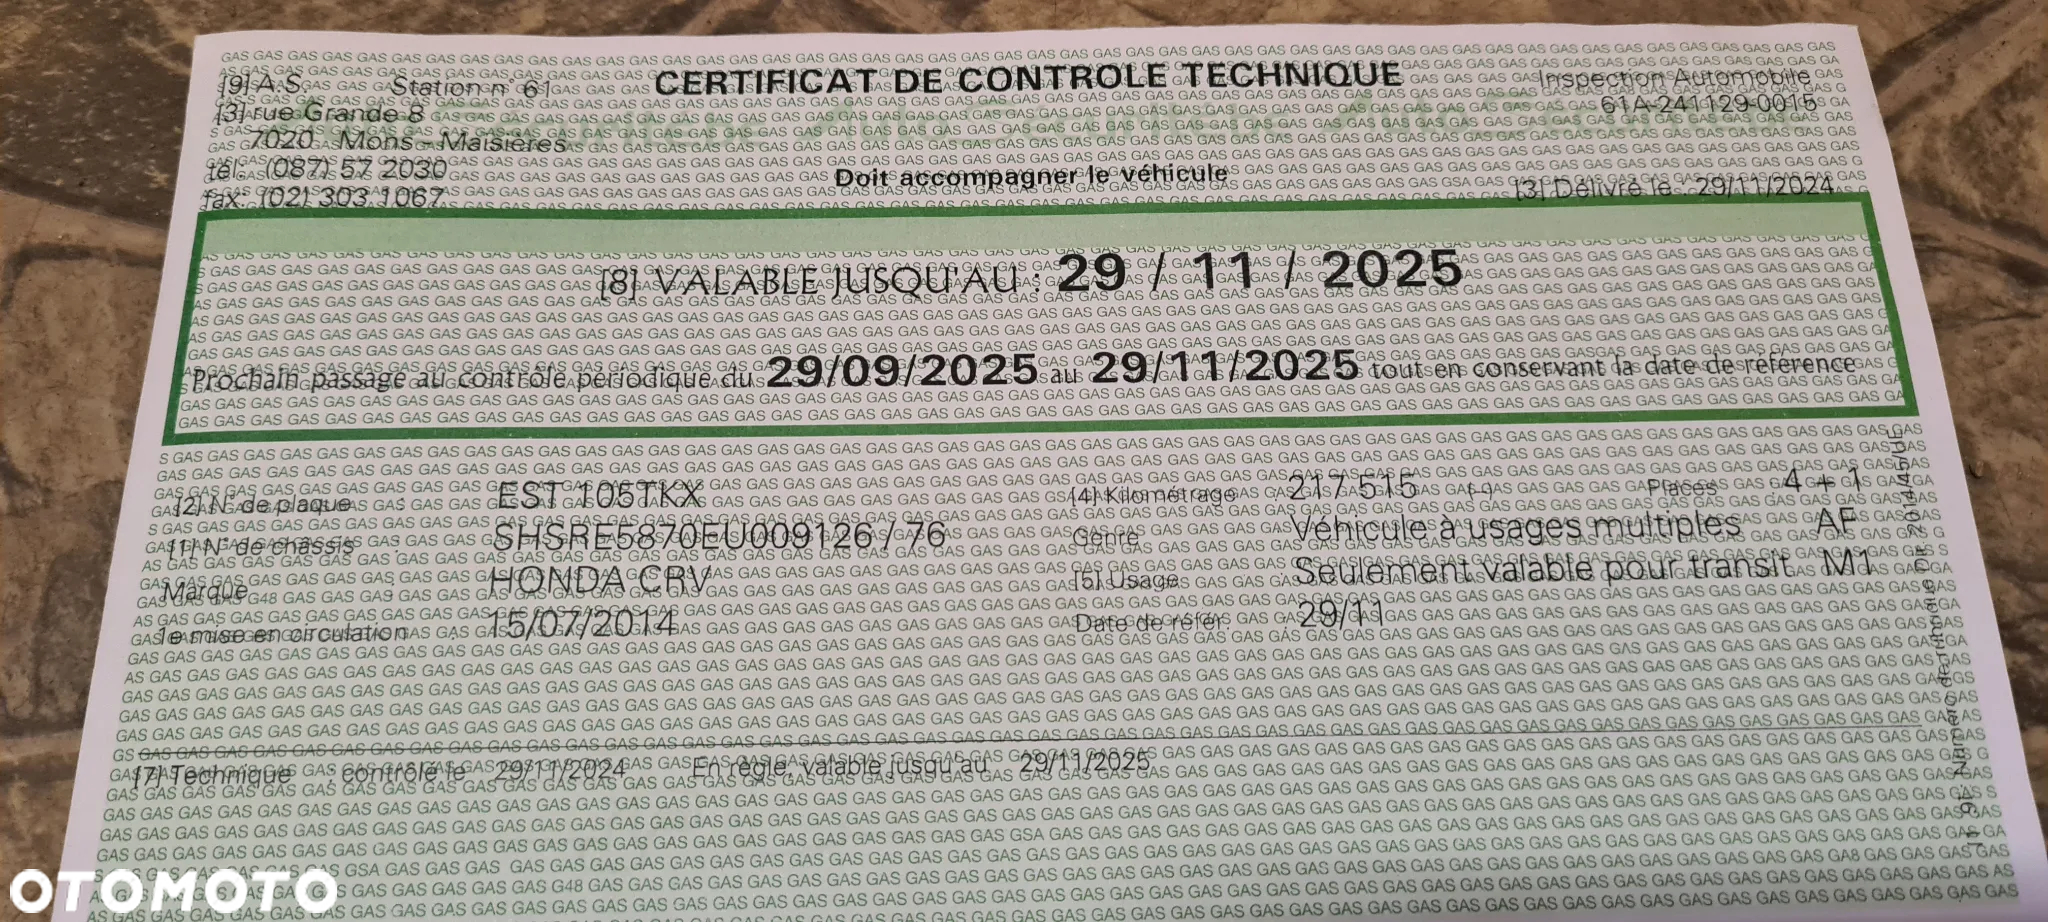 [9] A.S. Station n° 61 CERTIFICAT DE CONTROLE TECHNIQUE Inspection Automobile
[3] rue Grande 8 61A-241129-0015
7020 Mons - Maisières
tél.: (087) 57 2030 Doit accompagner le véhicule
fax: (02) 303 1067 [3] Délivré le 29/11/2024
[8] VALABLE JUSQU'AU : 29 / 11 / 2025
Prochain passage au contrôle périodique du 29/09/2025 au 29/11/2025 tout en conservant la date de référence
[2] N° de plaque EST 105TKX [4] Kilométrage 217 515 (-) Places 4 + 1
[1] N° de châssis : SHSRE5870EU009126 / 76 Genre Véhicule à usages multiples AF
Marque HONDA CRV [5] Usage Seulement valable pour transit M1
1e mise en circulation 15/07/2014 Date de référ. 29/11
[7] Technique : contrôlé le 29/11/2024 En règle, valable jusqu'au 29/11/2025
OTOMOTO